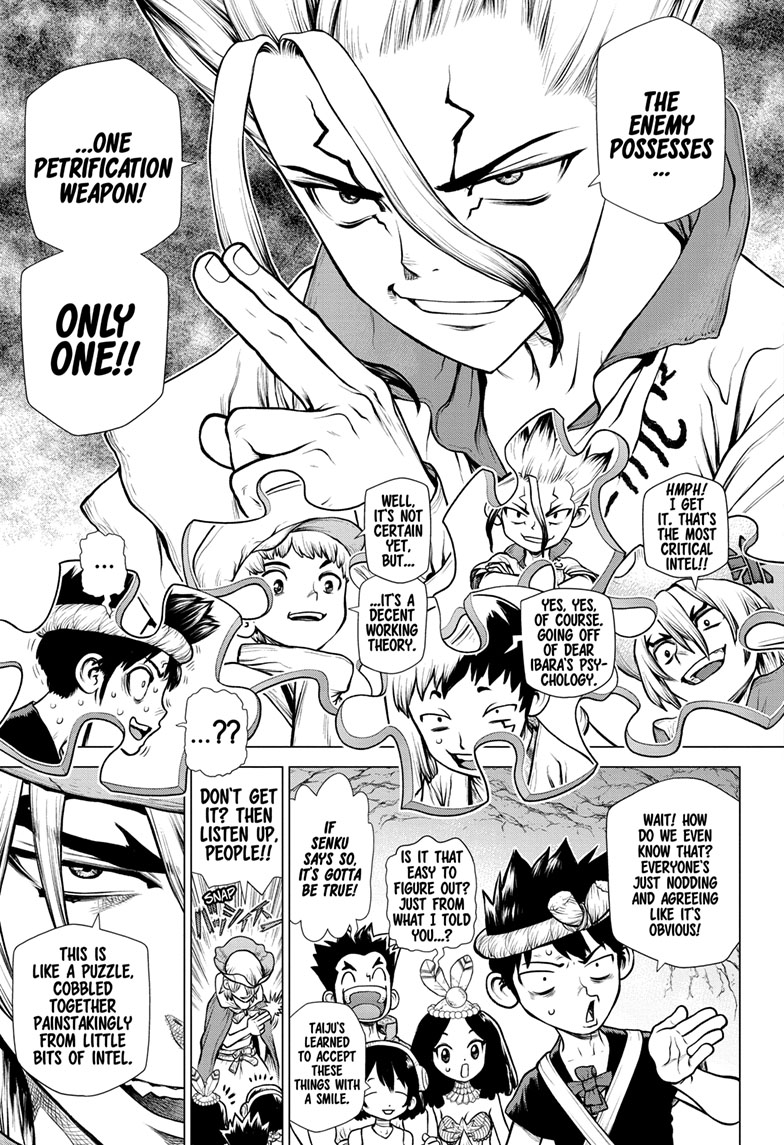 THE
ENEMY
POSSESSES
...
...ONE
PETRIFICATION
WEAPON!
ONLY
ONE!!
HMPH!
I GET
IT. THAT'S
THE MOST
CRITICAL
INTEL!!
WELL,
IT'S NOT
CERTAIN
YET,
BUT...
...IT'S A
DECENT
WORKING
THEORY.
YES, YES,
OF COURSE.
GOING OFF
OF DEAR
IBARA'S PSY-
CHOLOGY.
...
...??
WAIT! HOW
DO WE EVEN
KNOW THAT?
EVERYONE'S
JUST NODDING
AND AGREEING
LIKE IT'S
OBVIOUS!
IS IT THAT
EASY TO
FIGURE OUT?
JUST FROM
WHAT I TOLD
YOU...?
IF
SENKU
SAYS SO,
IT'S GOTTA
BE TRUE!
TAIJU'S
LEARNED
TO ACCEPT
THESE
THINGS WITH
A SMILE.
DON'T GET
IT? THEN
LISTEN UP,
PEOPLE!!
SNAP
THIS IS
LIKE A PUZZLE,
COBBLED
TOGETHER
PAINSTAKINGLY
FROM LITTLE
BITS OF INTEL.